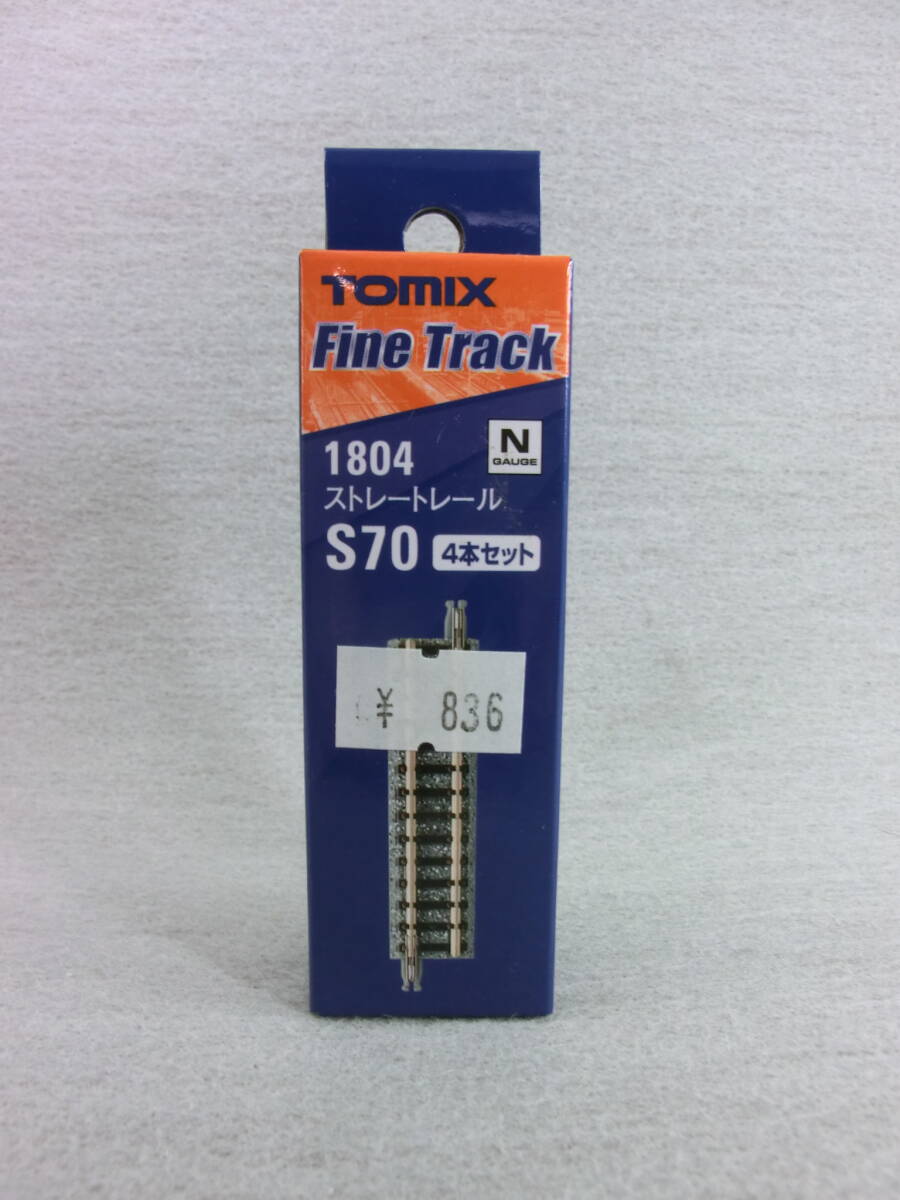 TOMIX
Fine Track
N
GAUGE
1804
ストレートレール
S70 4本セット
¥ 836